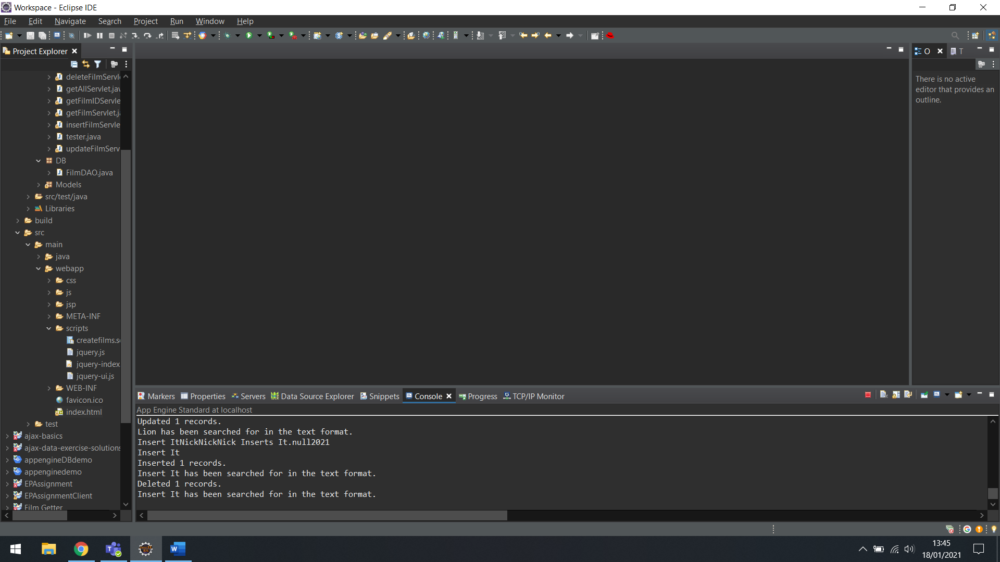 Workspace - Eclipse IDE
File Edit Navigate Search Project Run Window Help
Project Explorer
deleteFilmServl
getAllServlet.jav
getFilmIDServle
getFilmServlet.ja
insertFilmServle
tester.java
updateFilmServ
DB
FilmDAO.java
Models
src/test/java
Libraries
build
src
main
java
webapp
css
js
jsp
META-INF
scripts
createfilms.s
jquery.js
jquery-index
jquery-ui.js
WEB-INF
favicon.ico
index.html
test
ajax-basics
ajax-data-exercise-solutions
appengineDBdemo
appenginedemo
EPAssignment
EPAssignmentClient
Film Getter
O T
There is no active
editor that provides an
outline.
Markers Properties Servers Data Source Explorer Snippets Console Progress TCP/IP Monitor
App Engine Standard at localhost
Updated 1 records.
Lion has been searched for in the text format.
Insert ItNickNickNick Inserts It.null2021
Insert It
Inserted 1 records.
Insert It has been searched for in the text format.
Deleted 1 records.
Insert It has been searched for in the text format.
13:45
18/01/2021